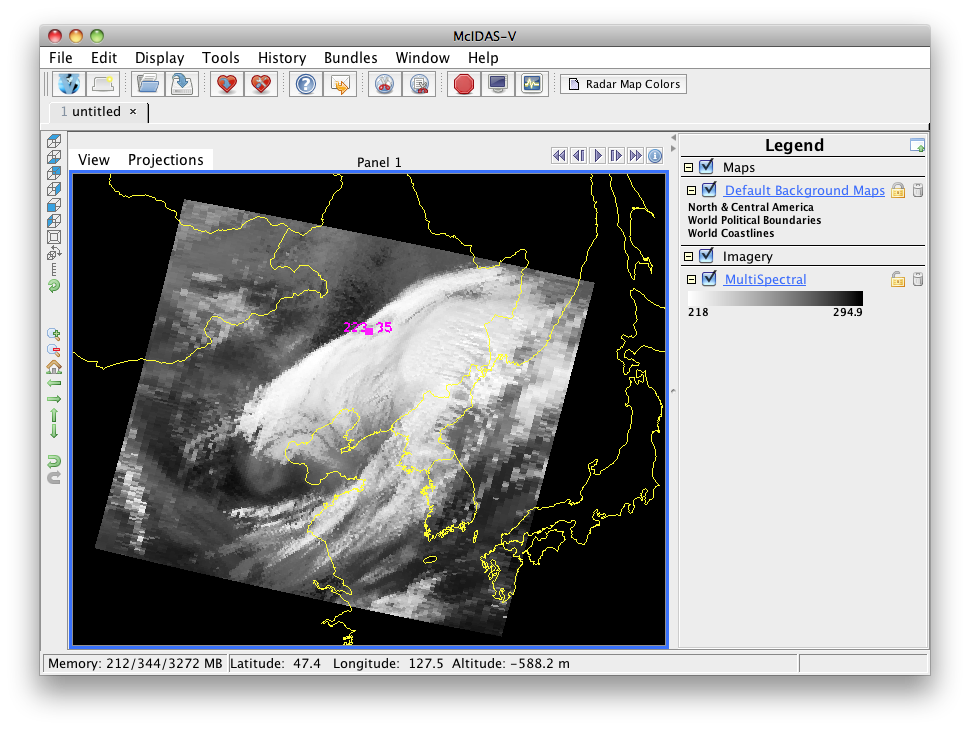 McIDAS-V
File Edit Display Tools History Bundles Window Help
Radar Map Colors
1 untitled ×
View Projections
Panel 1
Legend
Maps
Default Background Maps
North & Central America
World Political Boundaries
World Coastlines
Imagery
MultiSpectral
218 294.9
35
Memory: 212/344/3272 MB Latitude: 47.4 Longitude: 127.5 Altitude: -588.2 m